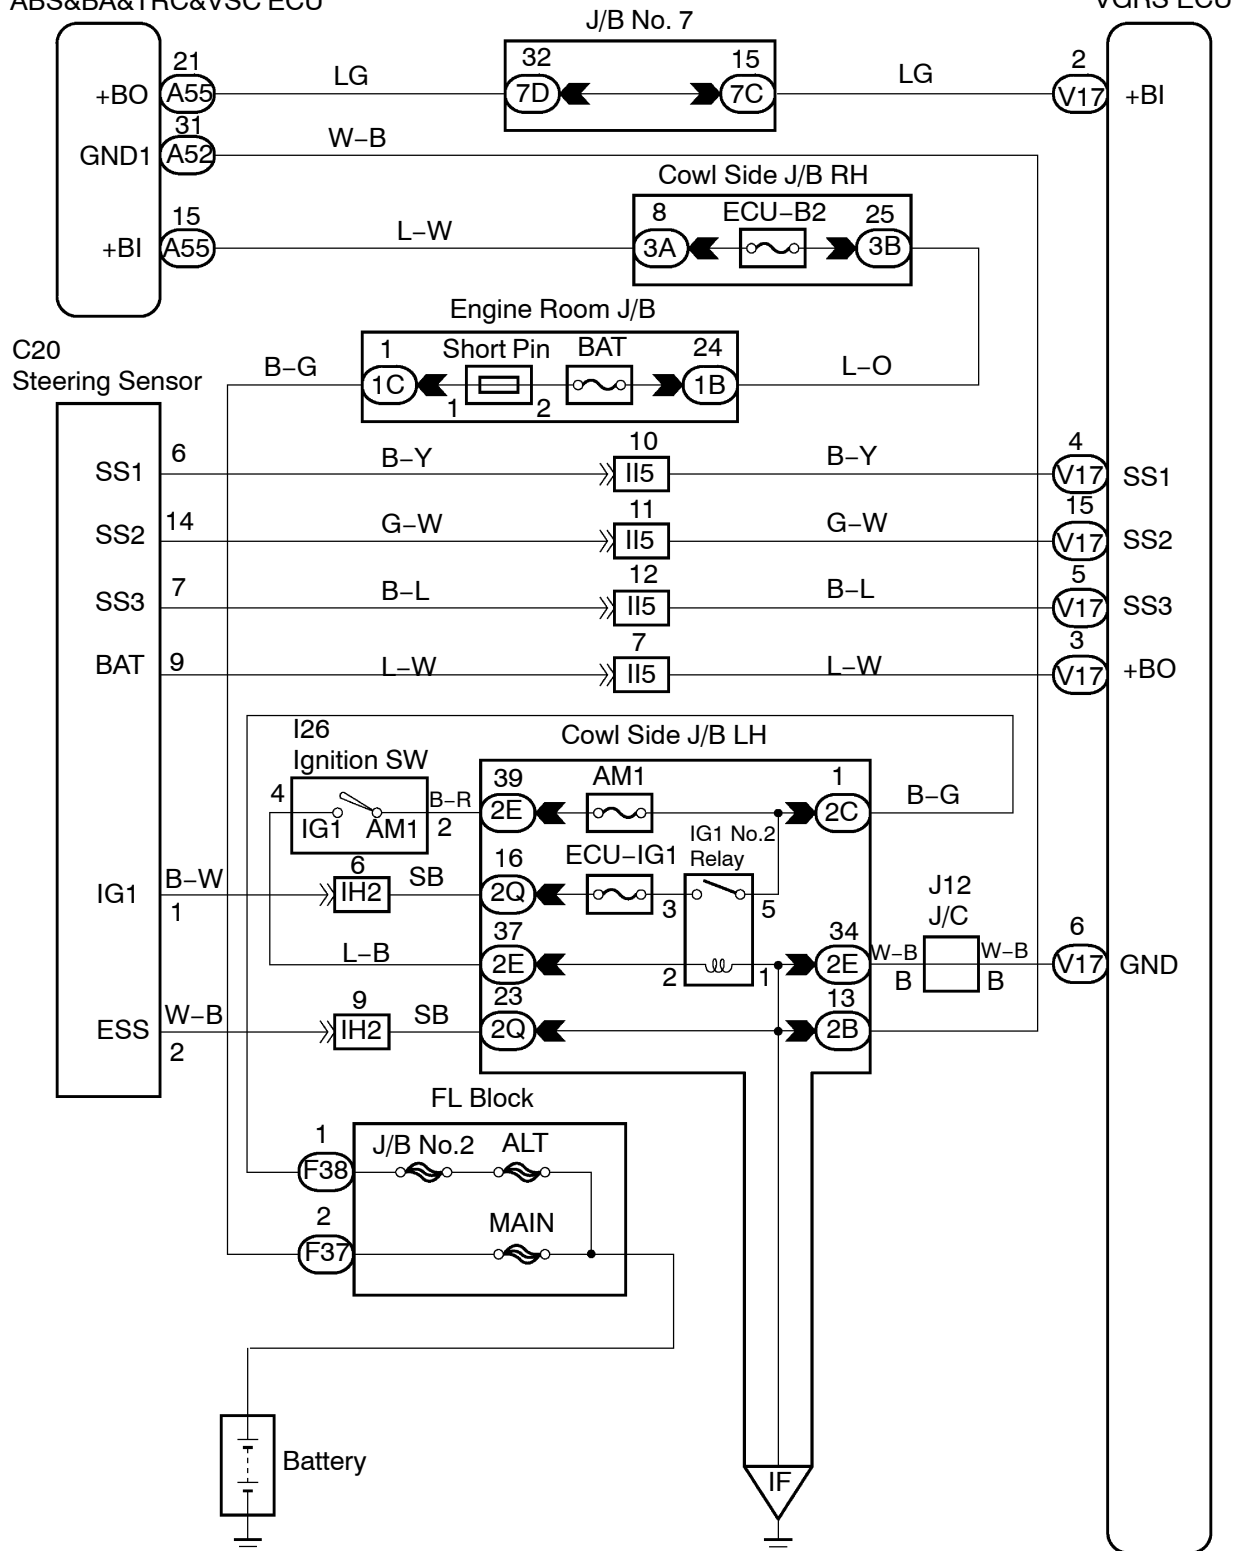 ABS&BA&TRC&VSC ECU
VGRS ECU
J/B No. 7
21
32
15
2
LG
LG
+BO
A55
7D
7C
V17
+BI
31
W–B
GND1
A52
Cowl Side J/B RH
15
8
ECU–B2
25
L–W
+BI
A55
3A
3B
Engine Room J/B
C20
Steering Sensor
1
Short Pin
BAT
24
B–G
L–O
1C
1B
1
2
6
B–Y
10
B–Y
4
SS1
II5
V17
SS1
14
G–W
11
G–W
15
SS2
II5
V17
SS2
7
B–L
12
B–L
5
SS3
II5
V17
SS3
9
L–W
7
L–W
3
BAT
II5
V17
+BO
I26
Ignition SW
Cowl Side J/B LH
4
B–R
39
AM1
1
B–G
IG1
AM1
2
2E
2C
IG1 No.2
Relay
6
SB
16
ECU–IG1
B–W
IG1
1
IH2
2Q
3
5
J12
J/C
L–B
37
34
W–B
W–B
6
2E
2
1
2E
B
B
V17
GND
9
SB
23
13
W–B
ESS
2
IH2
2Q
2B
FL Block
1
J/B No.2
ALT
F38
2
MAIN
F37
Battery
IF